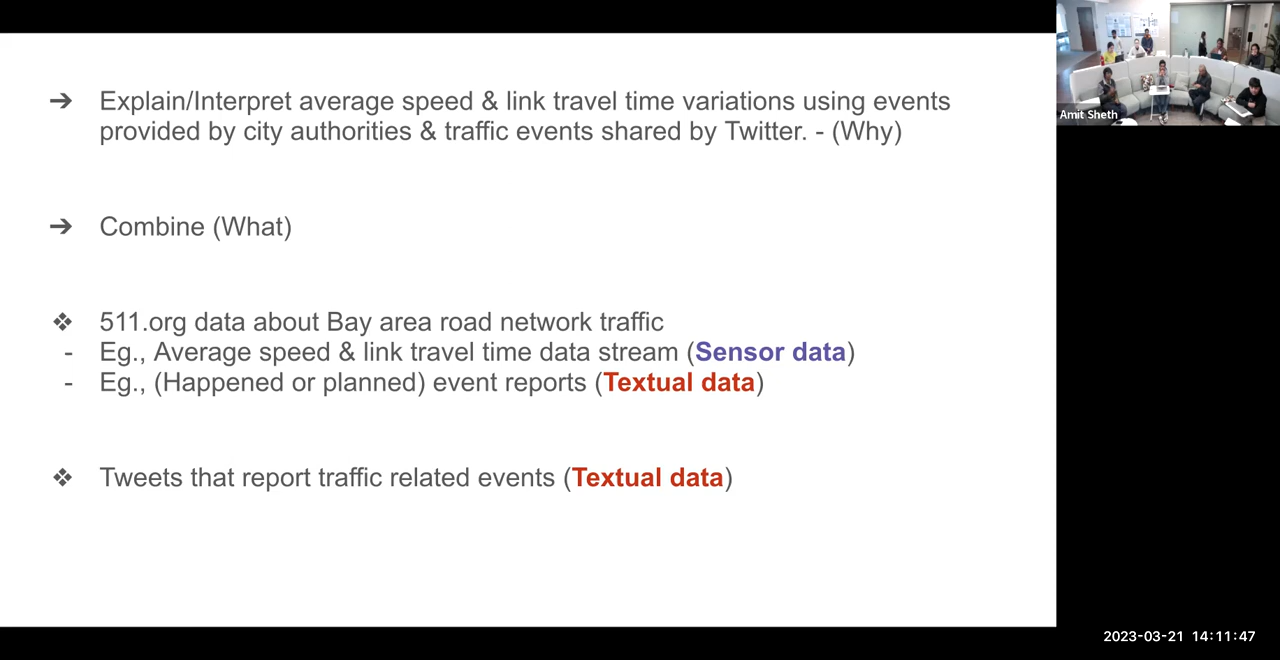 ➔ Explain/Interpret average speed & link travel time variations using events
provided by city authorities & traffic events shared by Twitter. - (Why)
➔ Combine (What)
❖ 511.org data about Bay area road network traffic
- Eg., Average speed & link travel time data stream (Sensor data)
- Eg., (Happened or planned) event reports (Textual data)
❖ Tweets that report traffic related events (Textual data)
Amit Sheth
2023-03-21 14:11:47